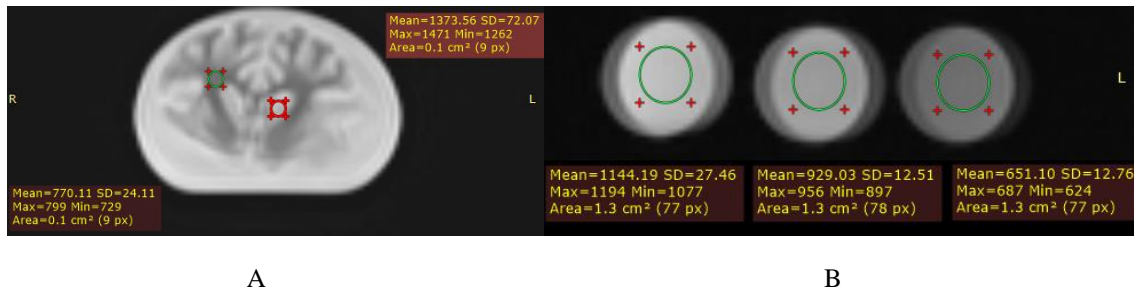 Mean=1373.56 SD=72.07
Max=1471 Min=1262
Area=0.1 cm² (9 px)
R
L
Mean=770.11 SD=24.11
Max=799 Min=729
Area=0.1 cm² (9 px)
L
Mean=1144.19 SD=27.46
Max=1194 Min=1077
Area=1.3 cm² (77 px)
Mean=929.03 SD=12.51
Max=956 Min=897
Area=1.3 cm² (78 px)
Mean=651.10 SD=12.76
Max=687 Min=624
Area=1.3 cm² (77 px)
A
B